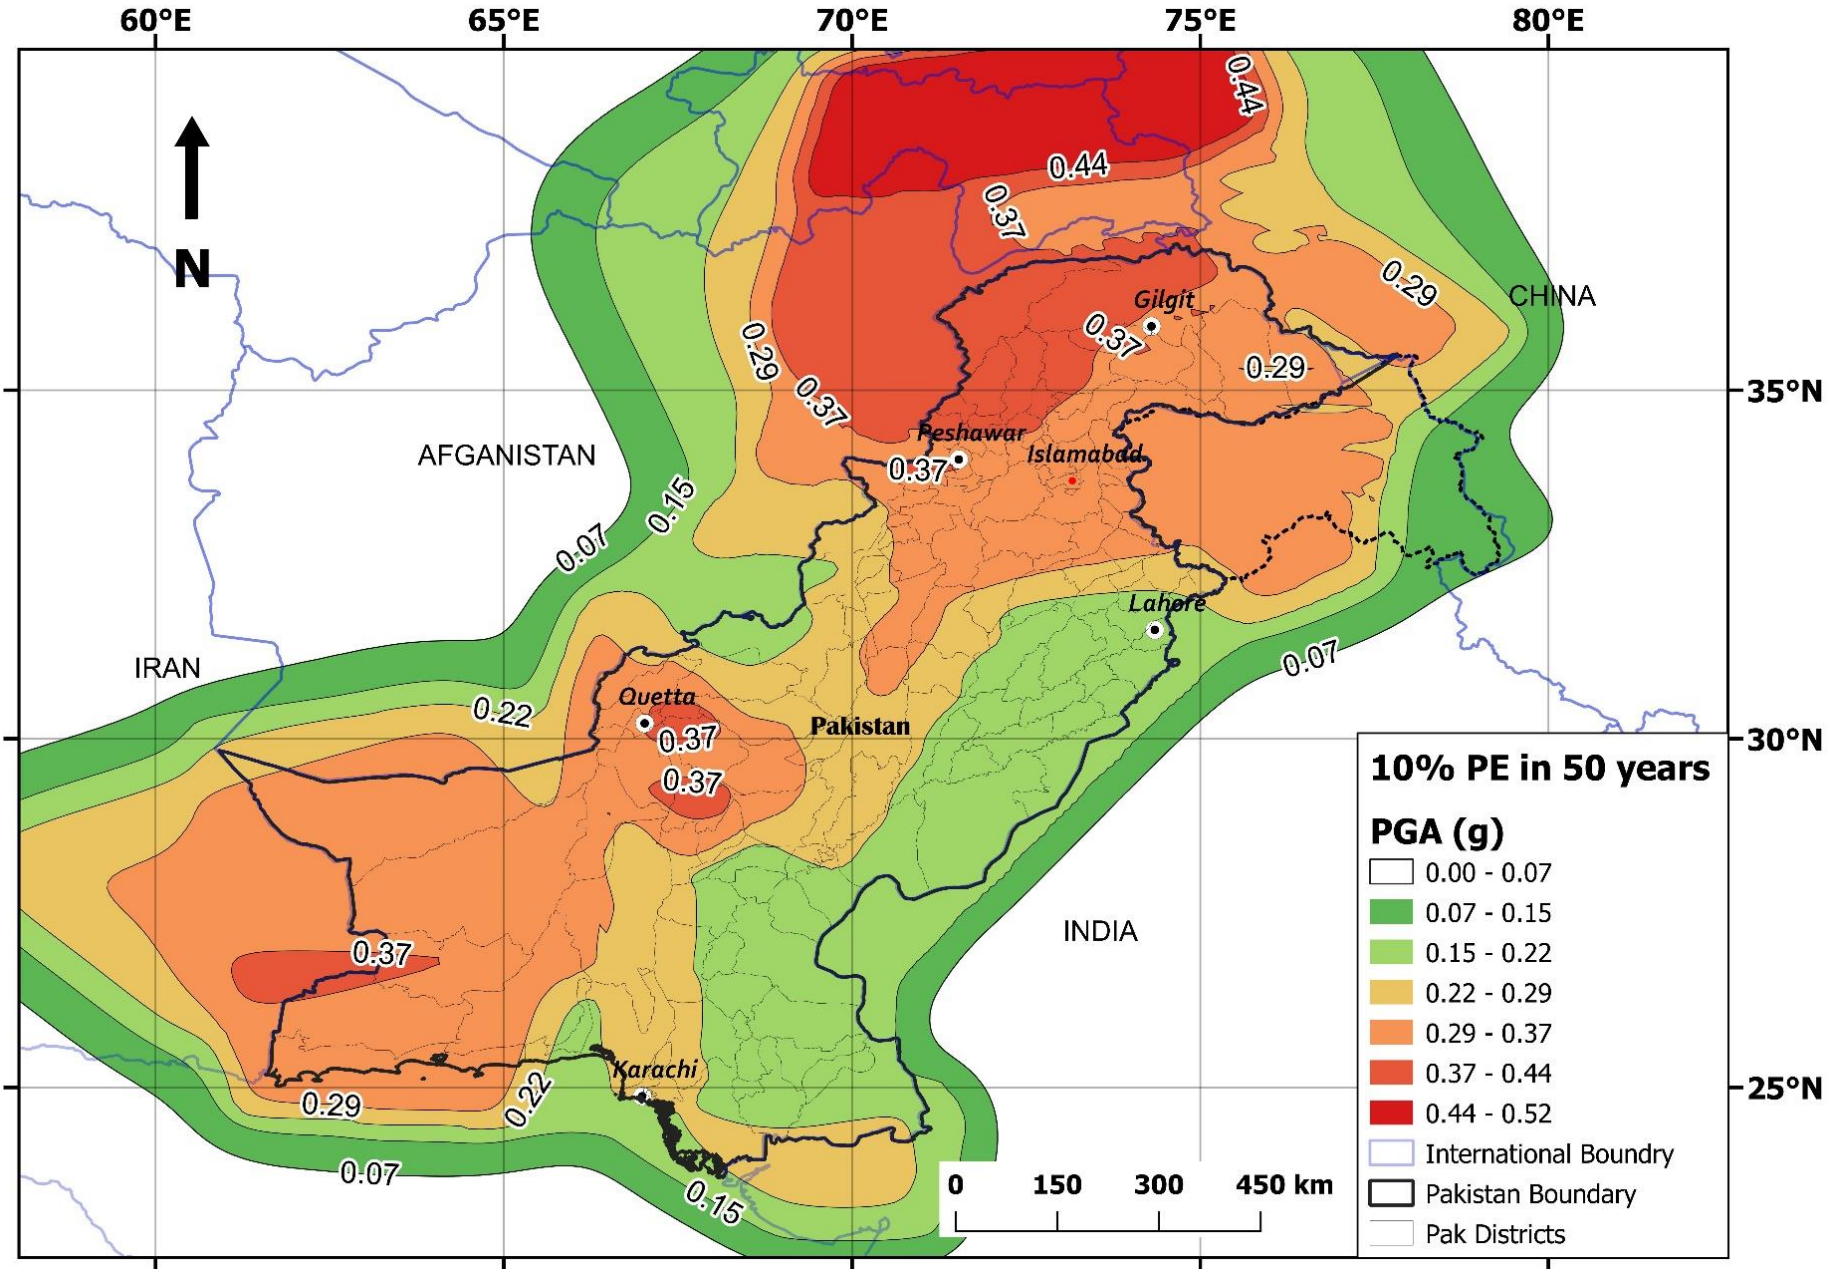 60°E 65°E 70°E 75°E 80°E
0.44
0.44
N
0.37
0.29
CHINA
Gilgit
0.37
0.29
0.29
35°N
0.37
Peshawar
AFGANISTAN
Islamabad
0.37
0.15
0.07
Lahore
0.07
IRAN
Quetta
0.22
Pakistan
0.37
30°N
0.37
INDIA
0.37
Karachi
0.29
0.22
25°N
0.07
0.15
0 150 300 450 km
10% PE in 50 years
PGA (g)
0.00 - 0.07
0.07 - 0.15
0.15 - 0.22
0.22 - 0.29
0.29 - 0.37
0.37 - 0.44
0.44 - 0.52
International Boundry
Pakistan Boundary
Pak Districts